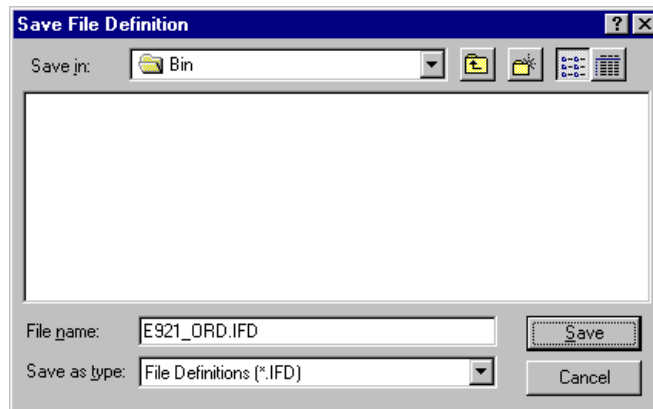 Save File Definition
Save in: Bin
File name: E921_ORD.IFD
Save
Save as type: File Definitions (*.IFD)
Cancel